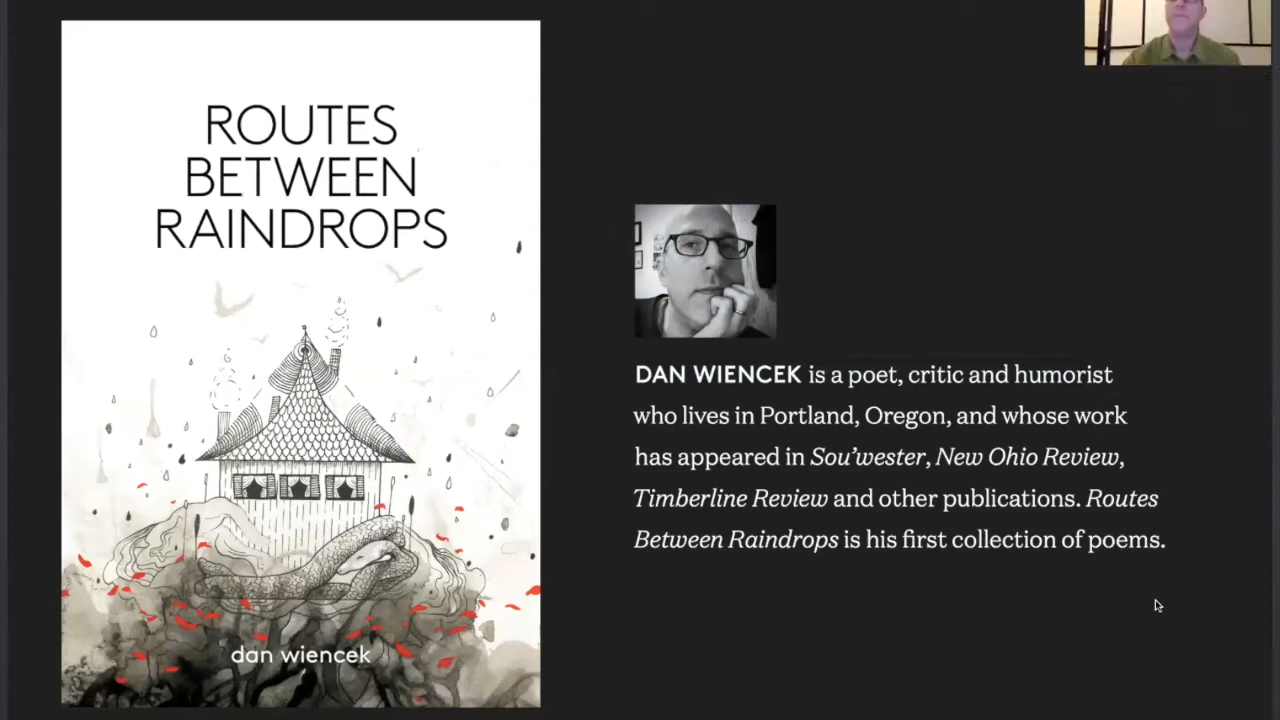 ROUTES
BETWEEN
RAINDROPS
dan wiencek
DAN WIENCEK is a poet, critic and humorist
who lives in Portland, Oregon, and whose work
has appeared in Sou'wester, New Ohio Review,
Timberline Review and other publications. Routes
Between Raindrops is his first collection of poems.